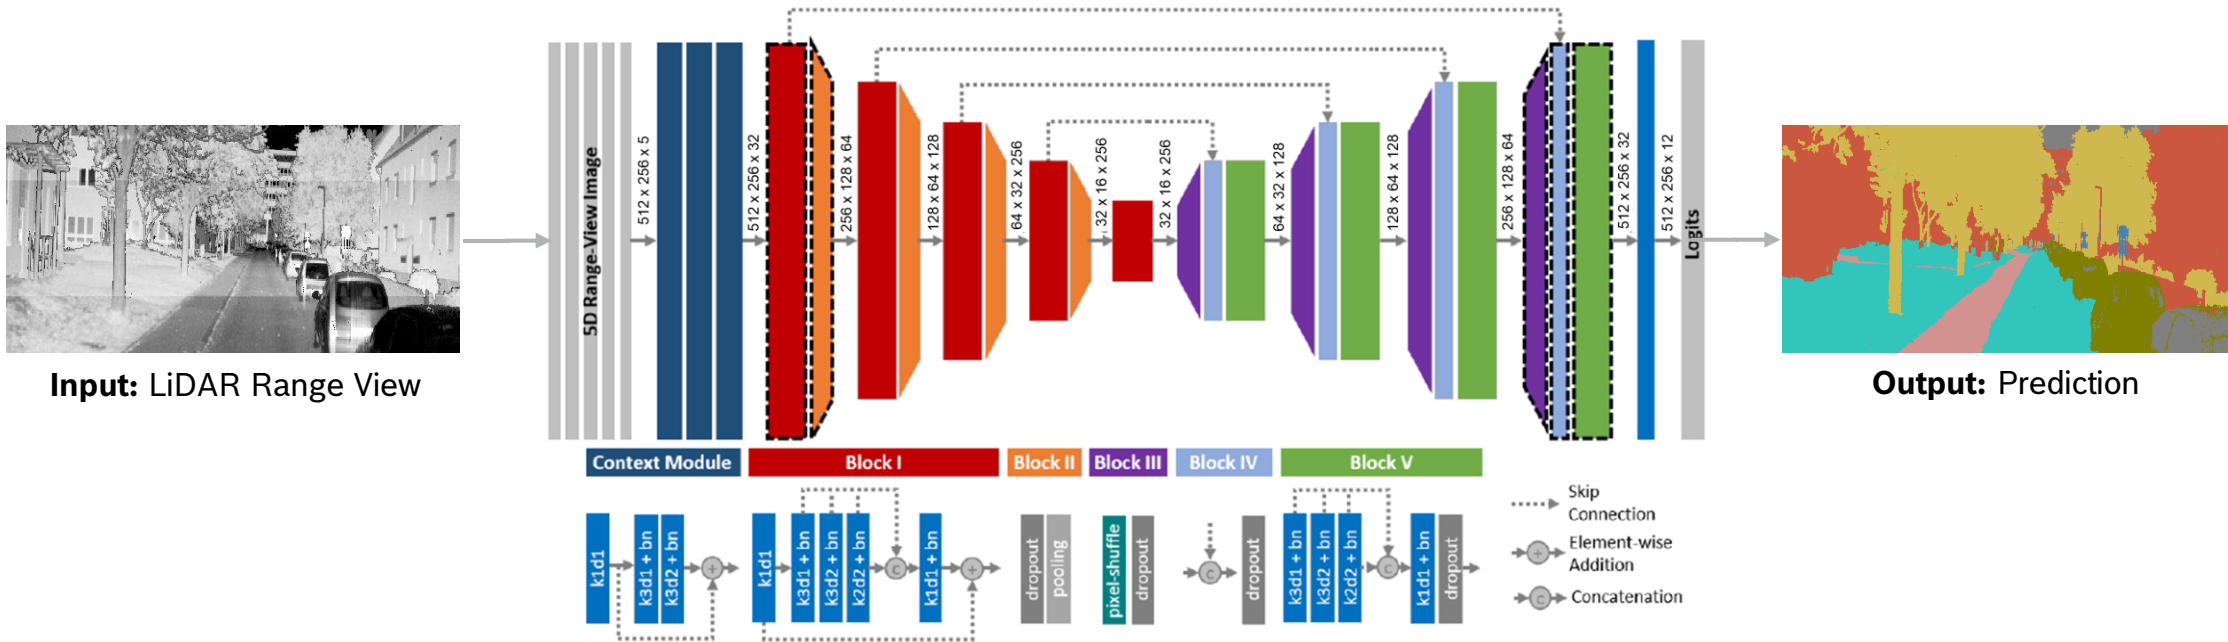 Input: LiDAR Range View
5D Range-View Image
512 x 256 x 5
512 x 256 x 32
256 x 128 x 64
128 x 64 x 128
64 x 32 x 256
32 x 16 x 256
32 x 16 x 256
64 x 32 x 128
128 x 64 x 128
256 x 128 x 64
512 x 256 x 32
512 x 256 x 12
Logits
Output: Prediction
Context Module
Block I
Block II
Block III
Block IV
Block V
k1d1
k3d1 + bn
k3d2 + bn
+
k1d1
k3d1 + bn
k3d2 + bn
k2d2 + bn
C
k1d1 + bn
+
dropout
pooling
pixel-shuffle
dropout
C
dropout
k3d1 + bn
k3d2 + bn
k2d2 + bn
C
k1d1 + bn
dropout
Skip
Connection
+
Element-wise
Addition
C
Concatenation